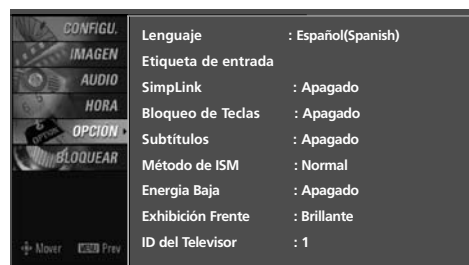 CONFIGU.
IMAGEN
AUDIO
HORA
OPCION
BLOQUEAR
Mover MENU Prev
Lenguaje : Español(Spanish)
Etiqueta de entrada
SimpLink : Apagado
Bloqueo de Teclas : Apagado
Subtítulos : Apagado
Método de ISM : Normal
Energia Baja : Apagado
Exhibición Frente : Brillante
ID del Televisor : 1